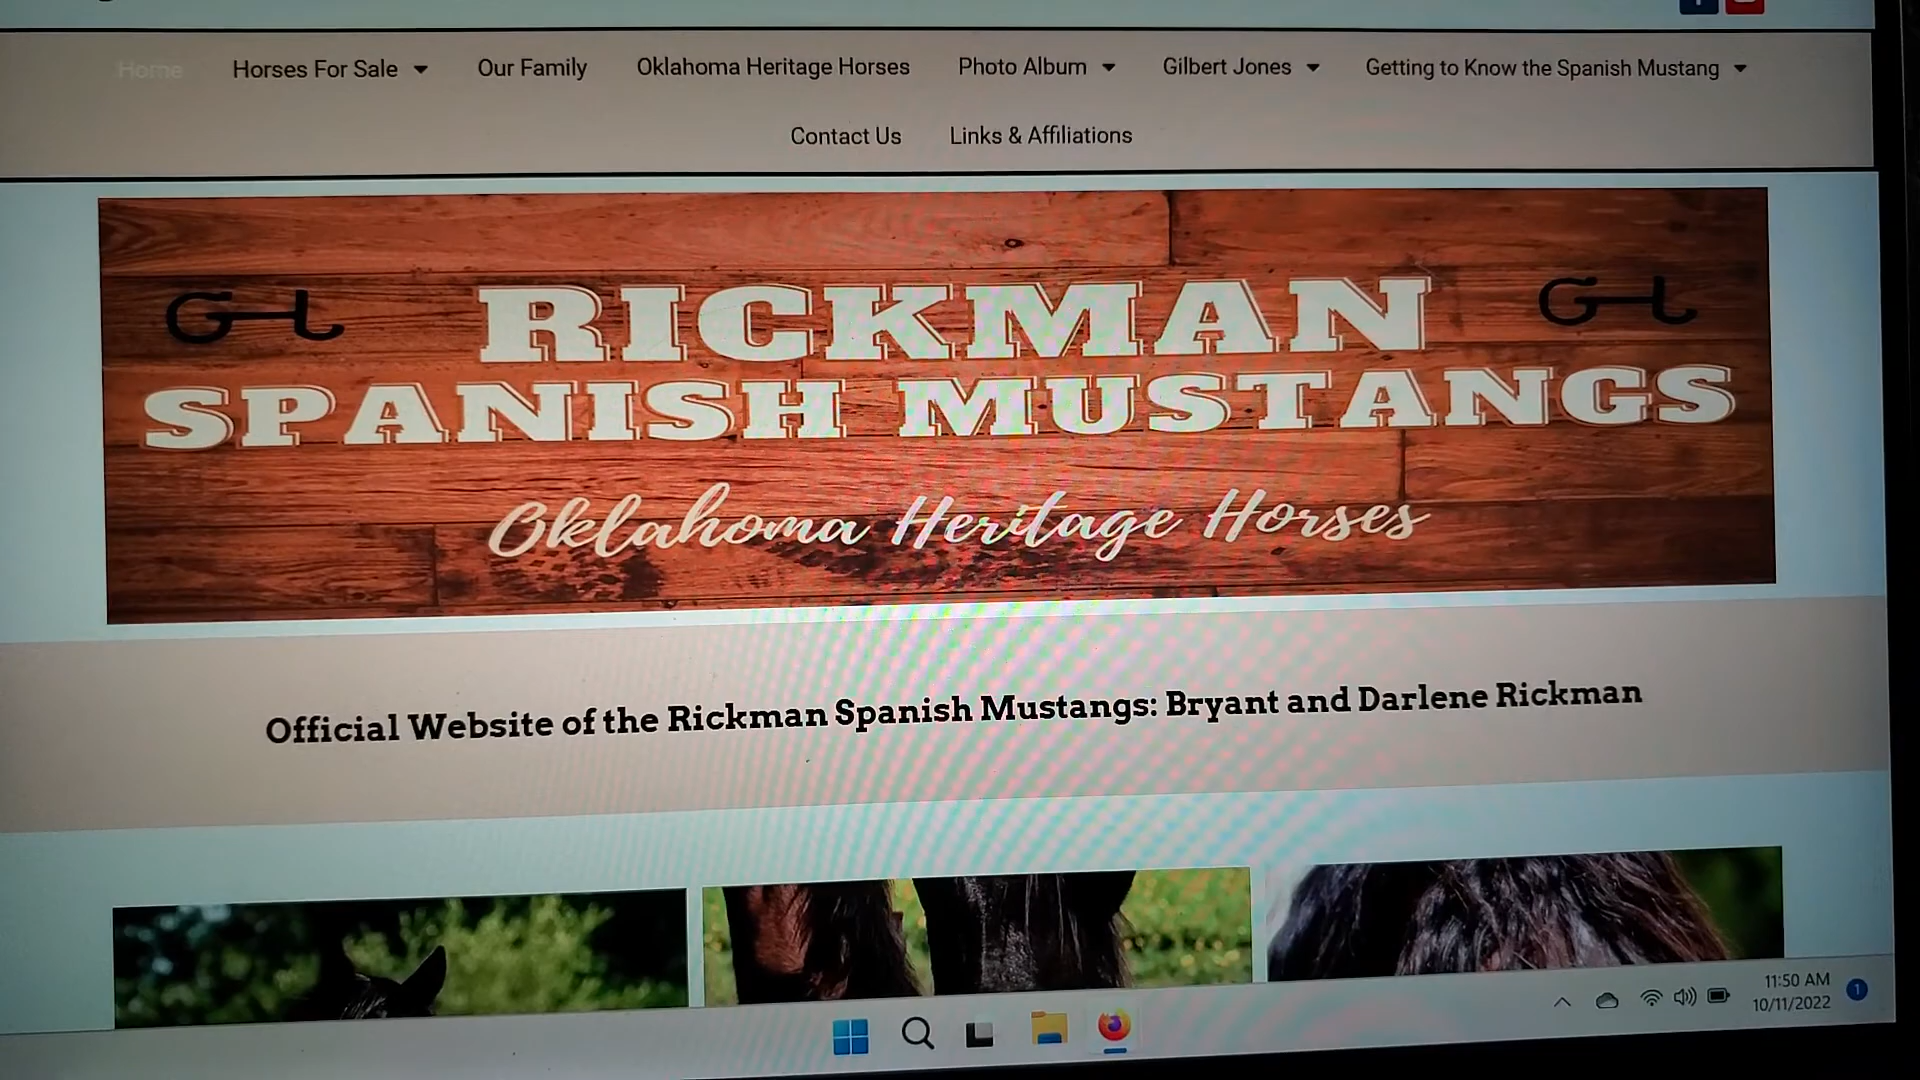 Home Horses For Sale Our Family Oklahoma Heritage Horses Photo Album Gilbert Jones Getting to Know the Spanish Mustang
Contact Us Links & Affiliations
RICKMAN
SPANISH MUSTANGS
Oklahoma Heritage Horses
Official Website of the Rickman Spanish Mustangs: Bryant and Darlene Rickman
11:50 AM
10/11/2022
1